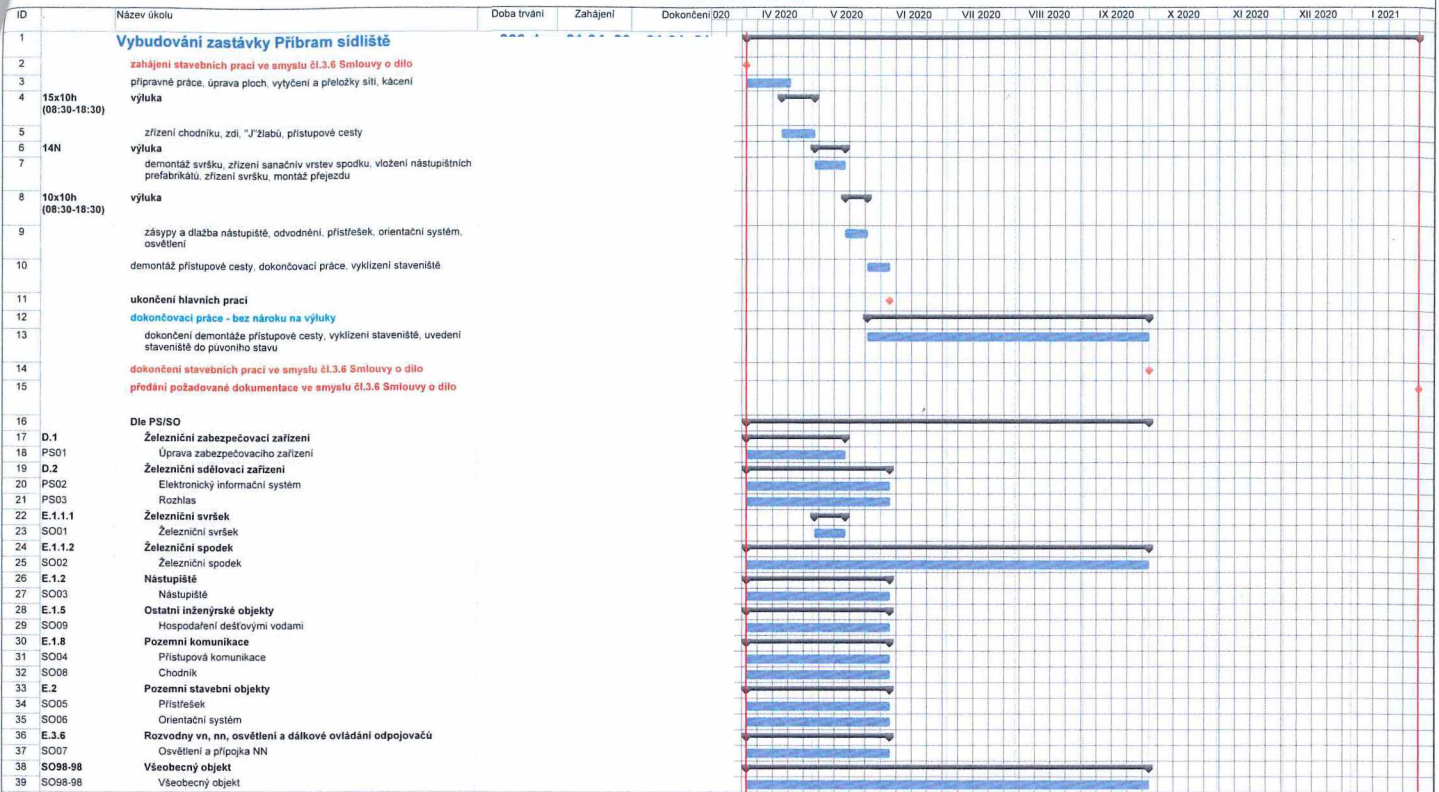 ID Název úkolu Doba trvání Zahájení Dokončení 020 IV 2020 V 2020 VI 2020 VII 2020 VIII 2020 IX 2020 X 2020 XI 2020 XII 2020 I 2021
1 Vybudování zastávky Příbram sídliště
2 zahájení stavebních prací ve smyslu čl.3.6 Smlouvy o dílo
3 přípravné práce, úprava ploch, vytyčení a přeložky sítí, kácení
4 15x10h výluka
(08:30-18:30)
5 zřízení chodníku, zdi, "J"žlabů, přístupové cesty
6 14N výluka
7 demontáž svršku, zřízení sanačnív vrstev spodku, vložení nástupištních
prefabrikátů, zřízení svršku, montáž přejezdu
8 10x10h výluka
(08:30-18:30)
9 zásypy a dlažba nástupiště, odvodnění, přístřešek, orientační systém,
osvětlení
10 demontáž přístupové cesty, dokončovací práce, vyklizení staveniště
11 ukončení hlavních prací
12 dokončovací práce - bez nároku na výluky
13 dokončení demontáže přístupové cesty, vyklizení staveniště, uvedení
staveniště do původního stavu
14 dokončení stavebních prací ve smyslu čl.3.6 Smlouvy o dílo
15 předání požadované dokumentace ve smyslu čl.3.6 Smlouvy o dílo
16 Dle PS/SO
17 D.1 Železniční zabezpečovací zařízení
18 PS01 Úprava zabezpečovacího zařízení
19 D.2 Železniční sdělovací zařízení
20 PS02 Elektronický informační systém
21 PS03 Rozhlas
22 E.1.1.1 Železniční svršek
23 SO01 Železniční svršek
24 E.1.1.2 Železniční spodek
25 SO02 Železniční spodek
26 E.1.2 Nástupiště
27 SO03 Nástupiště
28 E.1.5 Ostatní inženýrské objekty
29 SO09 Hospodaření dešťovými vodami
30 E.1.8 Pozemní komunikace
31 SO04 Přístupová komunikace
32 SO08 Chodník
33 E.2 Pozemní stavební objekty
34 SO05 Přístřešek
35 SO06 Orientační systém
36 E.3.6 Rozvodny vn, nn, osvětlení a dálkové ovládání odpojovačů
37 SO07 Osvětlení a přípojka NN
38 SO98-98 Všeobecný objekt
39 SO98-98 Všeobecný objekt